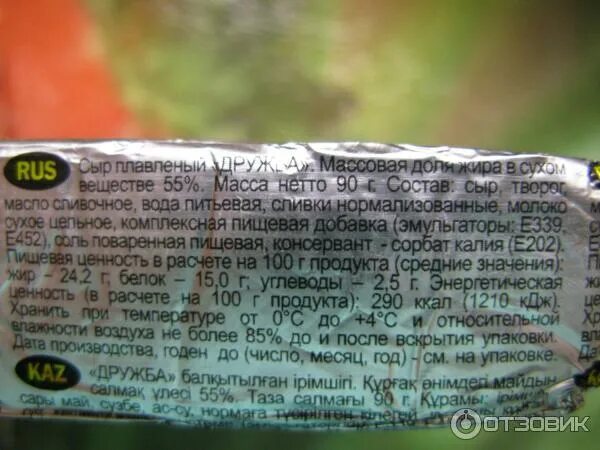 RUS Сыр плавленый «ДРУЖБА». Массовая доля жира в сухом
веществе 55%. Масса нетто 90 г. Состав: сыр, творог,
масло сливочное, вода питьевая, сливки нормализованные, молоко
сухое цельное, комплексная пищевая добавка (эмульгаторы: Е339,
Е452), соль поваренная пищевая, консервант - сорбат калия (Е202).
Пищевая ценность в расчете на 100 г продукта (средние значения):
жир – 24,2 г; белок – 15,0 г; углеводы – 2,5 г. Энергетическая
ценность (в расчете на 100 г продукта): 290 ккал (1210 кДж).
Хранить при температуре от 0°С до +4°С и относительной
влажности воздуха не более 85% до и после вскрытия упаковки.
Дата производства, годен до (число, месяц, год) - см. на упаковке.
KAZ «ДРУЖБА» балқытылған ірімшігі. Құрғақ өнімдегі майдың
салмақ үлесі 55%. Таза салмағы 90 г. Құрамы: ірімшік,
сары май, сүзбе, ас-су, нормаға
ОТЗОВИК